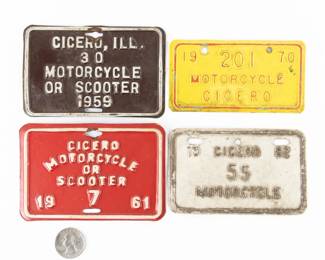 CICERO, ILL.
30
MOTORCYCLE
OR SCOOTER
1959
19 201 70
MOTORCYCLE
CICERO
CICERO
MOTORCYCLE
OR
SCOOTER
19 7 61
19 CICERO
55
MOTORCYCLE